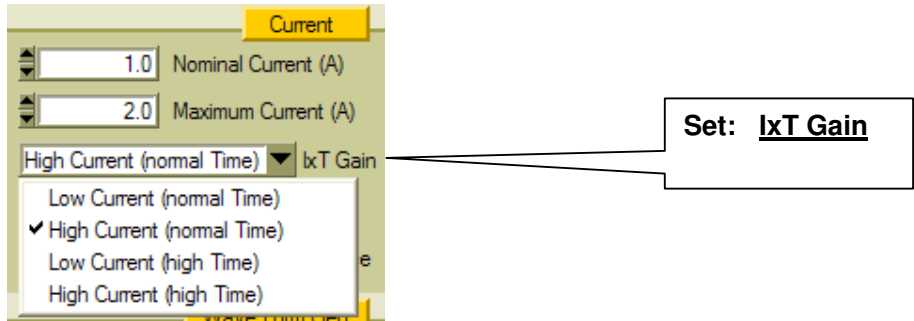 Current
1.0 Nominal Current (A)
2.0 Maximum Current (A)
High Current (normal Time) IxT Gain
Set: IxT Gain
Low Current (normal Time)
High Current (normal Time)
Low Current (high Time)
e
High Current (high Time)